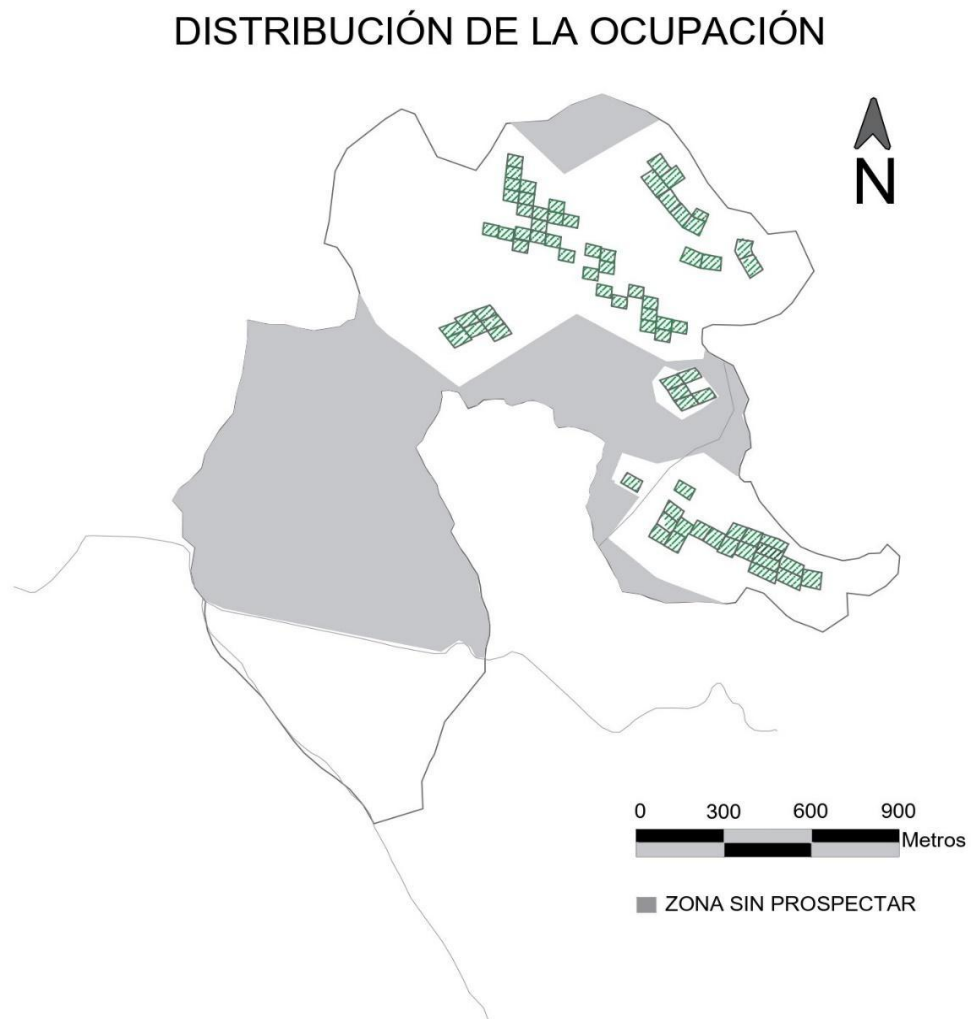 DISTRIBUCIÓN DE LA OCUPACIÓN
N
0 300 600 900
Metros
ZONA SIN PROSPECTAR